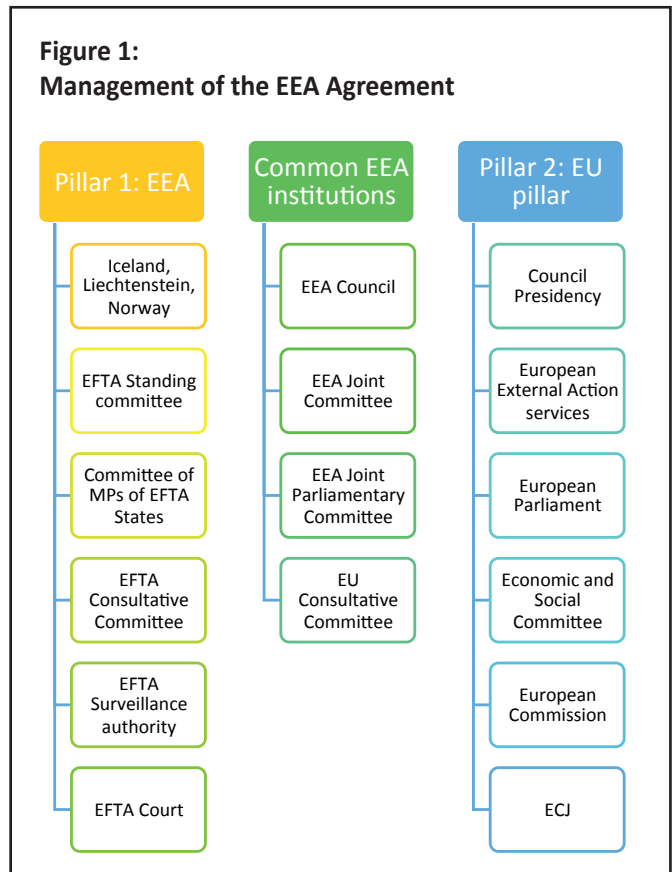 Figure 1:
Management of the EEA Agreement
Pillar 1: EEA
Iceland,
Liechtenstein,
Norway
EFTA Standing
committee
Committee of
MPs of EFTA
States
EFTA
Consultative
Committee
EFTA
Surveillance
authority
EFTA Court
Common EEA
institutions
EEA Council
EEA Joint
Committee
EEA Joint
Parliamentary
Committee
EU
Consultative
Committee
Pillar 2: EU
pillar
Council
Presidency
European
External Action
services
European
Parliament
Economic and
Social
Committee
European
Commission
ECJ